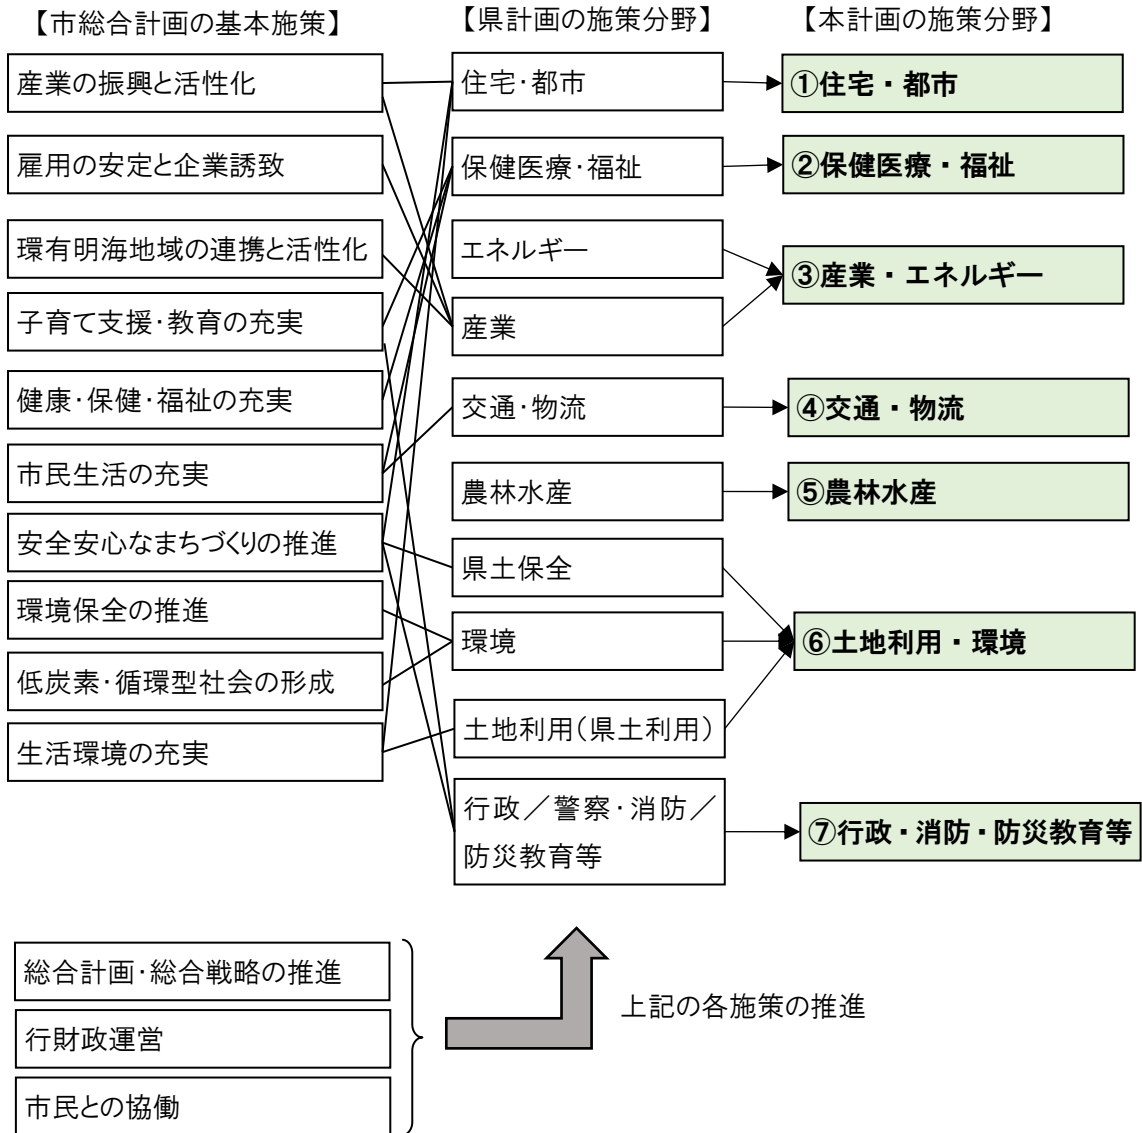 【市総合計画の基本施策】
【県計画の施策分野】
【本計画の施策分野】
産業の振興と活性化
雇用の安定と企業誘致
環有明海地域の連携と活性化
子育て支援・教育の充実
健康・保健・福祉の充実
市民生活の充実
安全安心なまちづくりの推進
環境保全の推進
低炭素・循環型社会の形成
生活環境の充実
住宅・都市
保健医療・福祉
エネルギー
産業
交通・物流
農林水産
県土保全
環境
土地利用（県土利用）
行政／警察・消防／
防災教育等
①住宅・都市
②保健医療・福祉
③産業・エネルギー
④交通・物流
⑤農林水産
⑥土地利用・環境
⑦行政・消防・防災教育等
総合計画・総合戦略の推進
行財政運営
市民との協働
上記の各施策の推進